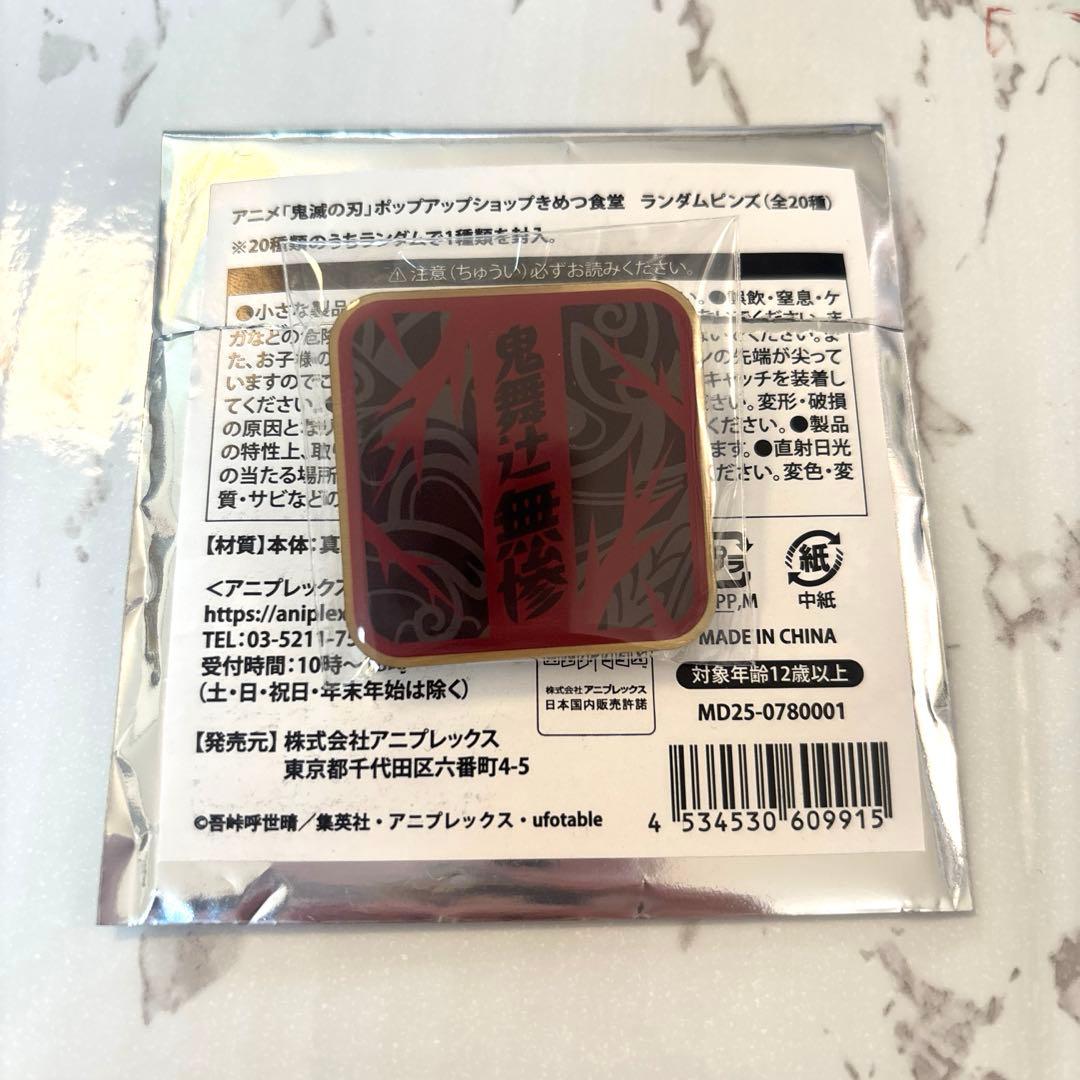 アニメ「鬼滅の刃」ポップアップショップきめつ食堂 ランダムピンズ(全20種)
※20種類のうちランダムで1種類を封入。
⚠注意(ちゅうい)必ずお読みください。
●小さな製品 い。●誤飲・窒息・ケ
ガなどの危険
た、お子様の の先端が尖って
いますので キャッチを装着し
てください。 さい。変形・破損
の原因と ください。●製品
の特性上、取り ます。●直射日光
の当たる場所 ださい。変色・変
質・サビなどの
鬼舞辻無惨
【材質】本体:真
PP,M
紙
中紙
<アニプレックス
https://aniplex
TEL:03-5211-75
受付時間:10時~
(土・日・祝日・年末年始は除く)
MADE IN CHINA
対象年齢12歳以上
MD25-0780001
株式会社アニプレックス
日本国内販売許諾
【発売元】株式会社アニプレックス
東京都千代田区六番町4-5
©吾峠呼世晴/集英社・アニプレックス・ufotable
4 534530 609915